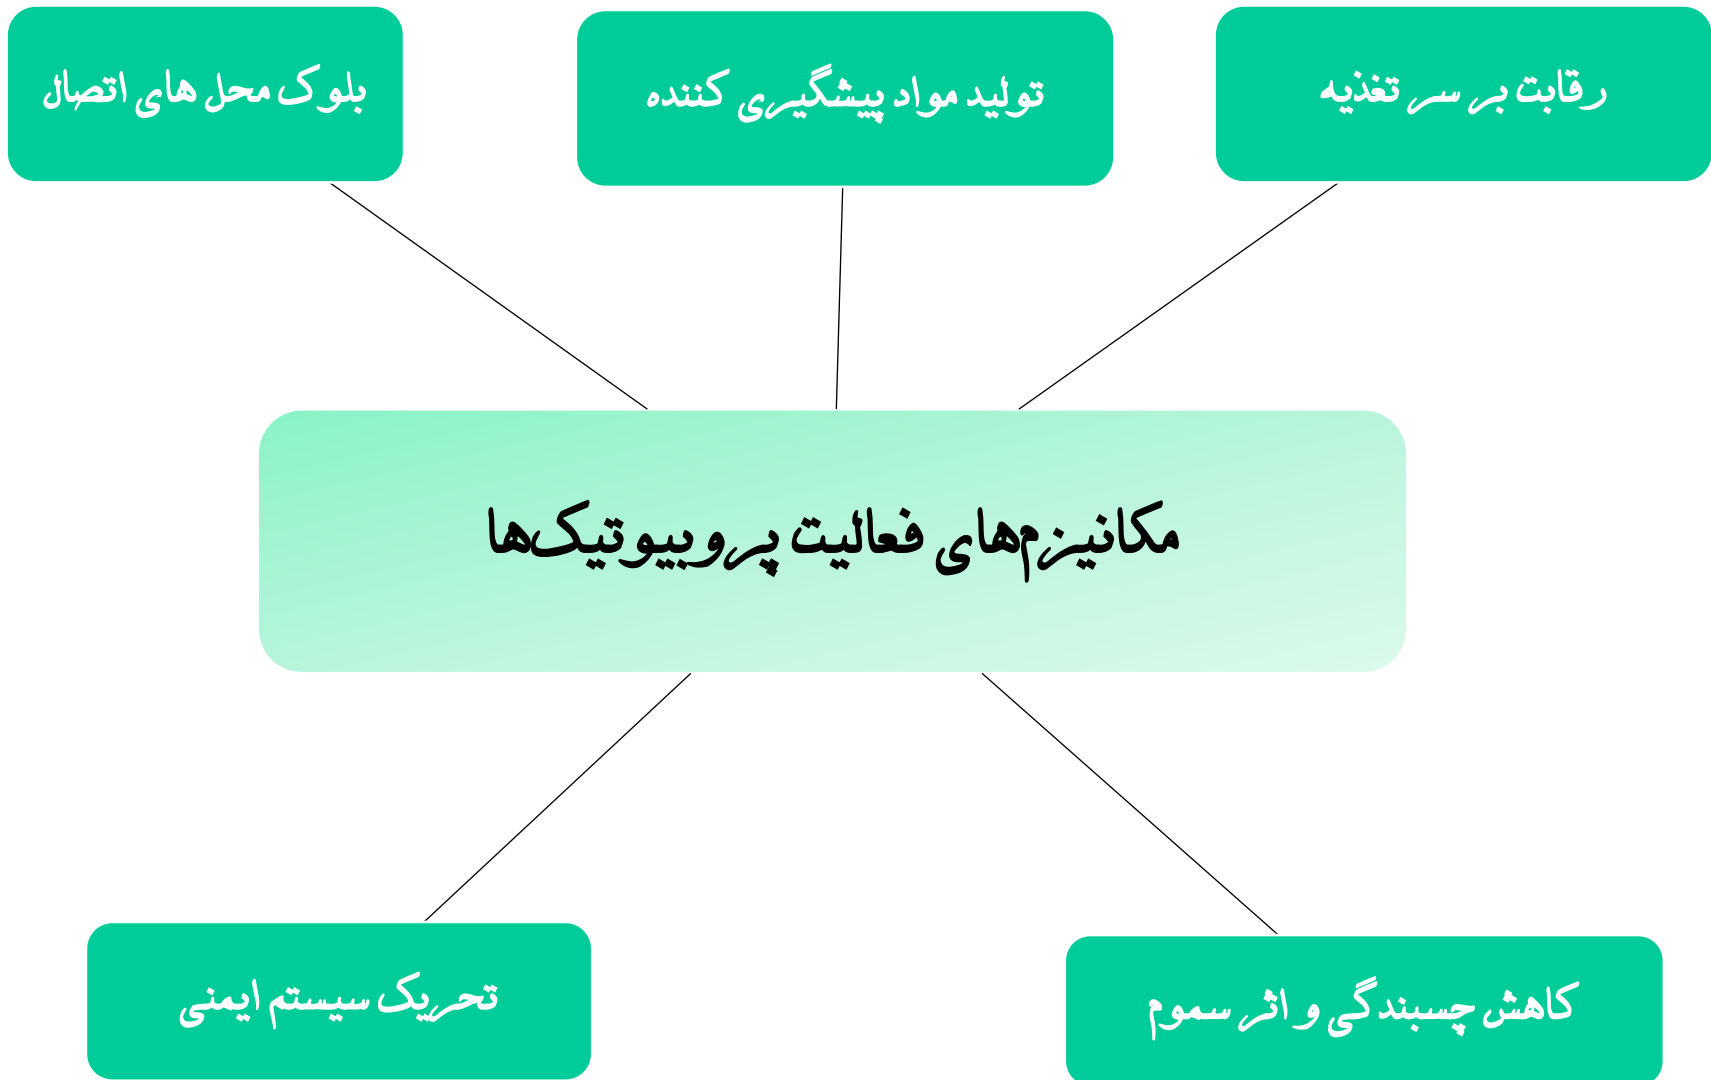 رقابت بر سر تغذیه
تولید مواد پیشگیری کننده
بلوک محل های اتصال
مکانیزم‌های فعالیت پروبیوتیک‌ها
کاهش چسبندگی و اثر سموم
تحریک سیستم ایمنی